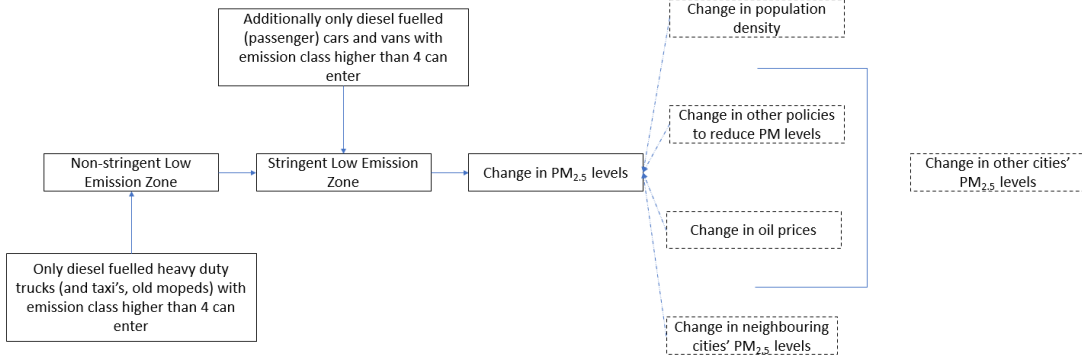 Additionally only diesel fuelled
(passenger) cars and vans with
emission class higher than 4 can
enter
Change in population
density
Change in other policies
to reduce PM levels
Non-stringent Low
Emission Zone
Stringent Low Emission
Zone
Change in PM2.5 levels
Change in other cities’
PM2.5 levels
Change in oil prices
Only diesel fuelled heavy duty
trucks (and taxi’s, old mopeds) with
emission class higher than 4 can
enter
Change in neighbouring
cities’ PM2.5 levels